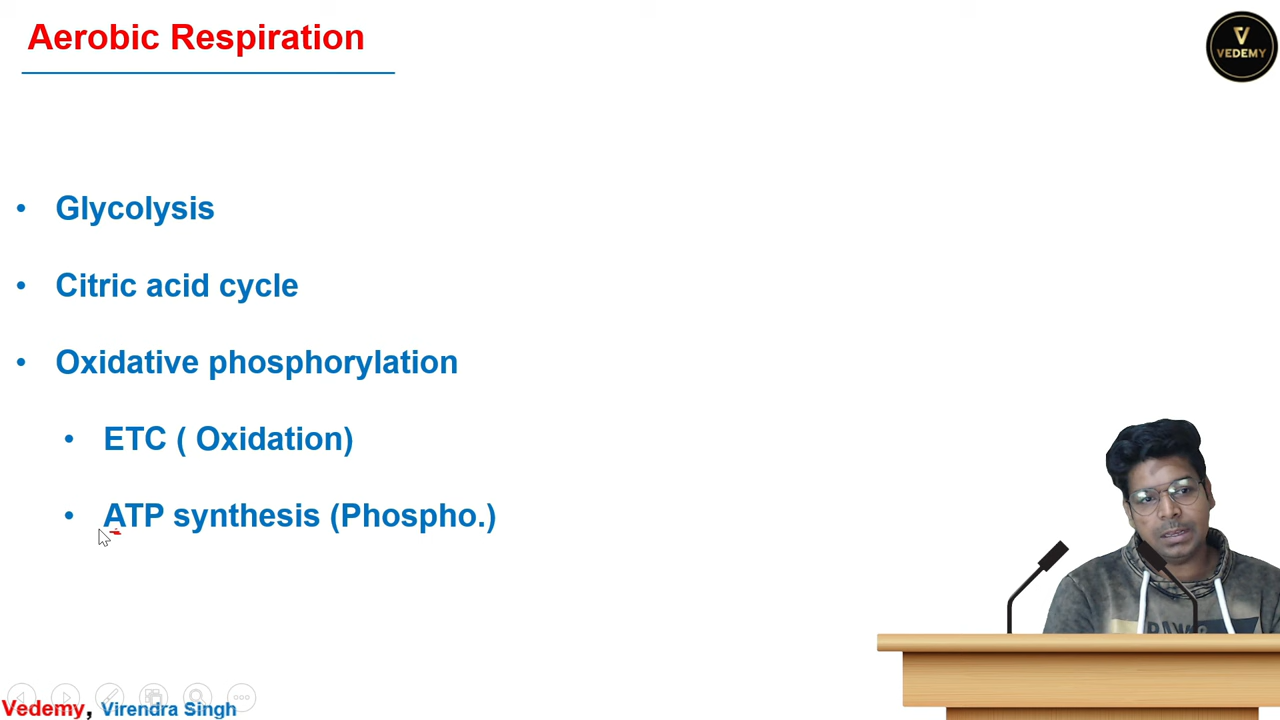 Aerobic Respiration
V
VEDEMY
• Glycolysis
• Citric acid cycle
• Oxidative phosphorylation
• ETC ( Oxidation)
• ATP synthesis (Phospho.)
Vedemy, Virendra Singh